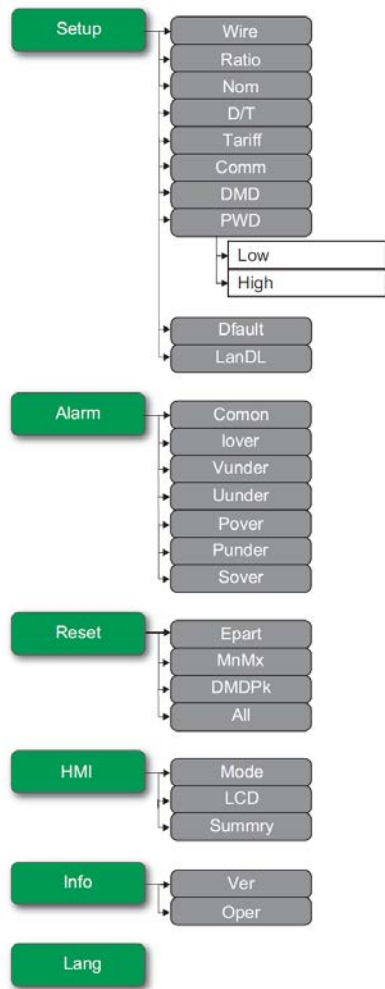 Setup
Wire
Ratio
Nom
D/T
Tariff
Comm
DMD
PWD
Low
High
Dfault
LanDL
Alarm
Comon
Iover
Vunder
Uunder
Pover
Punder
Sover
Reset
Epart
MnMx
DMDPk
All
HMI
Mode
LCD
Summry
Info
Ver
Oper
Lang